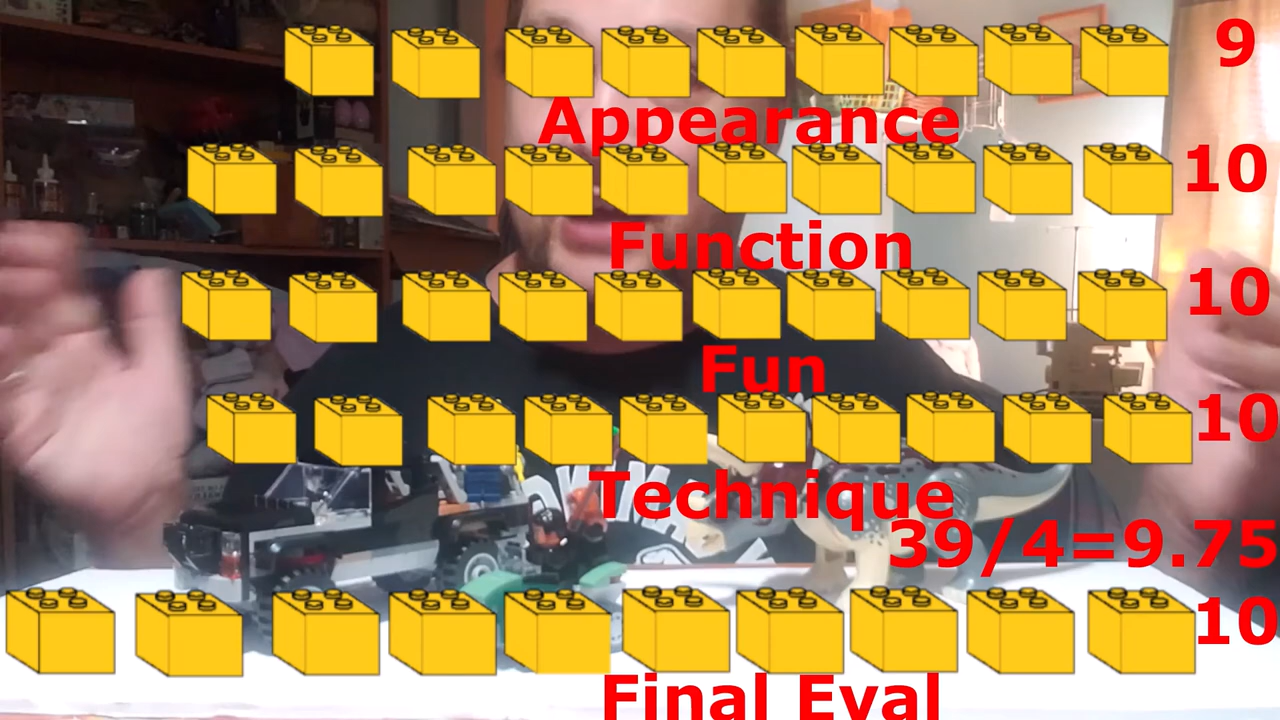 9
Appearance
10
Function
10
Fun
10
Technique
39/4=9.75
10
Final Eval